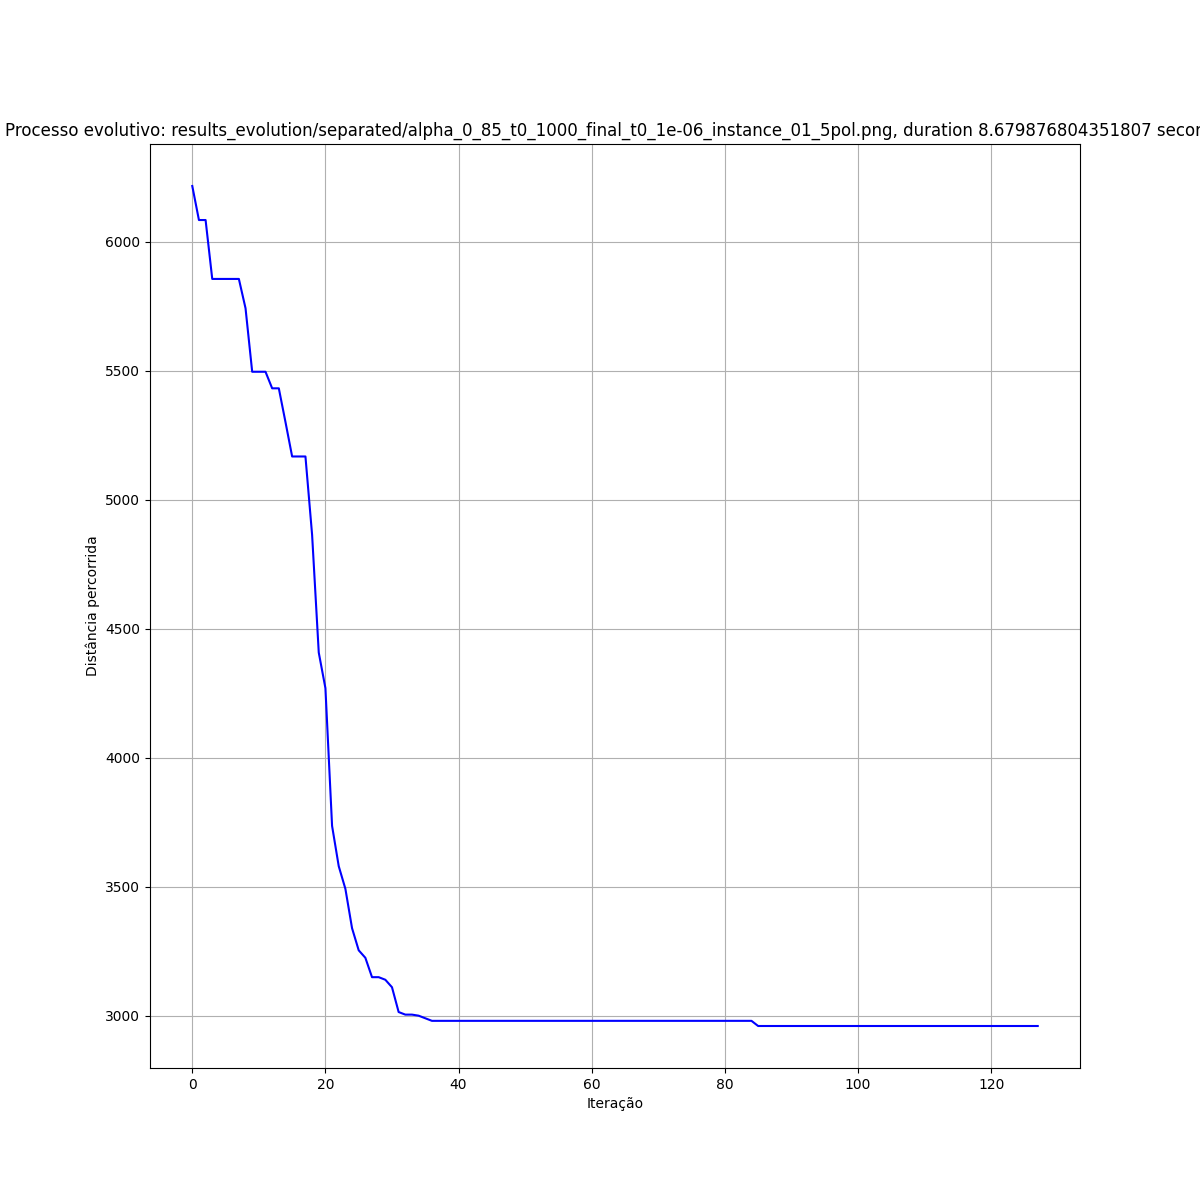 Processo evolutivo: results_evolution/separated/alpha_0_85_t0_1000_final_t0_1e-06_instance_01_5pol.png, duration 8.679876804351807 secon
6000
5500
5000
4500
4000
3500
3000
Distância percorrida
0 20 40 60 80 100 120
Iteração